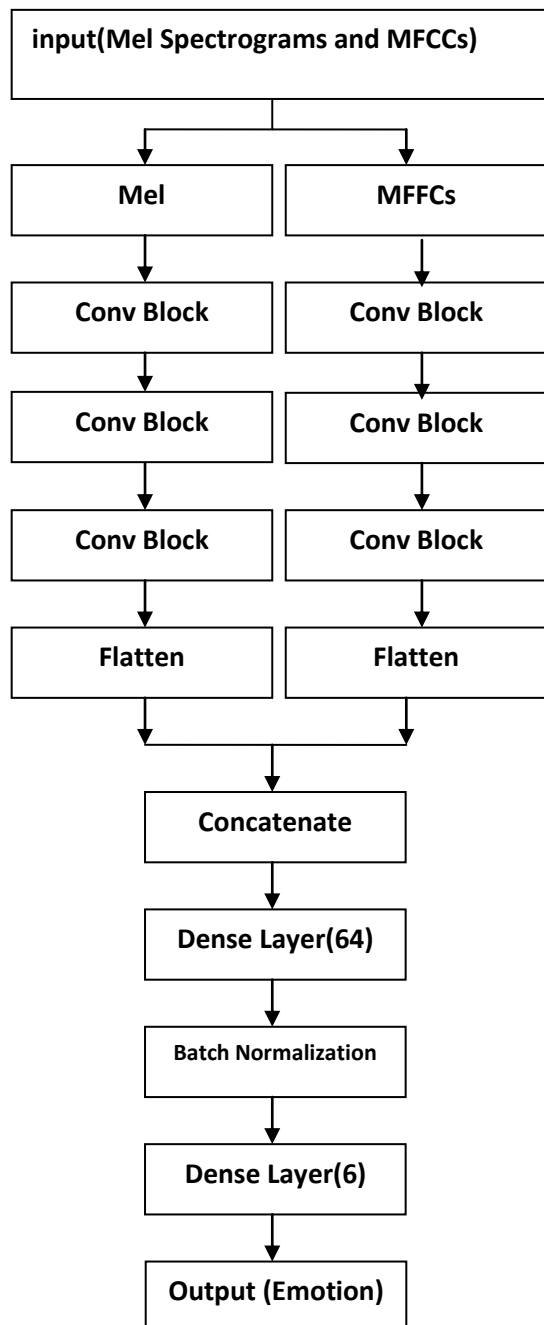 input(Mel Spectrograms and MFCCs)
Mel
MFFCs
Conv Block
Conv Block
Conv Block
Conv Block
Conv Block
Conv Block
Flatten
Flatten
Concatenate
Dense Layer(64)
Batch Normalization
Dense Layer(6)
Output (Emotion)